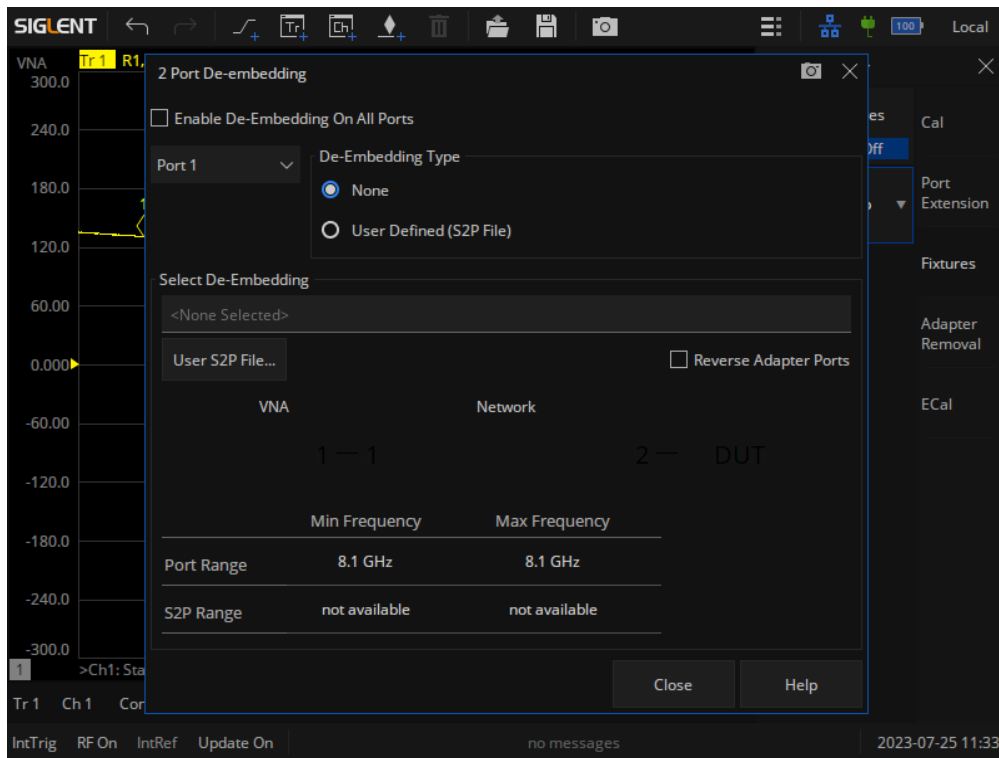 SIGLENT Tr Ch 100 Local
VNA Tr 1 R1,
300.0
240.0
180.0
120.0
60.00
0.000
-60.00
-120.0
-180.0
-240.0
-300.0
1 >Ch1: Sta
Tr 1 Ch 1 Cor
2 Port De-embedding
Enable De-Embedding On All Ports
Port 1
De-Embedding Type
None
User Defined (S2P File)
Select De-Embedding
<None Selected>
User S2P File...
Reverse Adapter Ports
VNA Network
1 — 1 2 — DUT
Min Frequency Max Frequency
Port Range 8.1 GHz 8.1 GHz
S2P Range not available not available
Close Help
es
Off
Cal
Port
Extension
Fixtures
Adapter
Removal
ECal
IntTrig RF On IntRef Update On no messages 2023-07-25 11:33